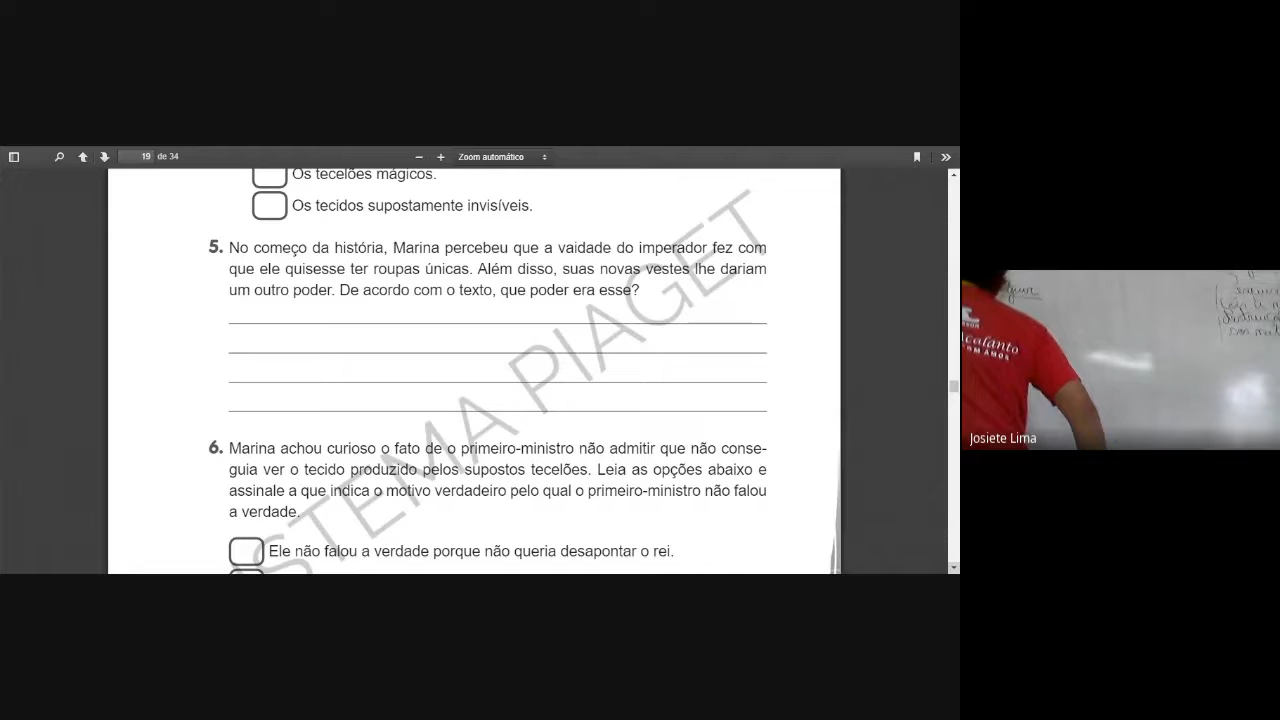 19 de 34
Zoom automático
Os tecelões mágicos.
Os tecidos supostamente invisíveis.
5. No começo da história, Marina percebeu que a vaidade do imperador fez com
que ele quisesse ter roupas únicas. Além disso, suas novas vestes lhe dariam
um outro poder. De acordo com o texto, que poder era esse?
6. Marina achou curioso o fato de o primeiro-ministro não admitir que não conse-
guia ver o tecido produzido pelos supostos tecelões. Leia as opções abaixo e
assinale a que indica o motivo verdadeiro pelo qual o primeiro-ministro não falou
a verdade.
Ele não falou a verdade porque não queria desapontar o rei.
STEMA PIAGET
Acalanto
Josiete Lima